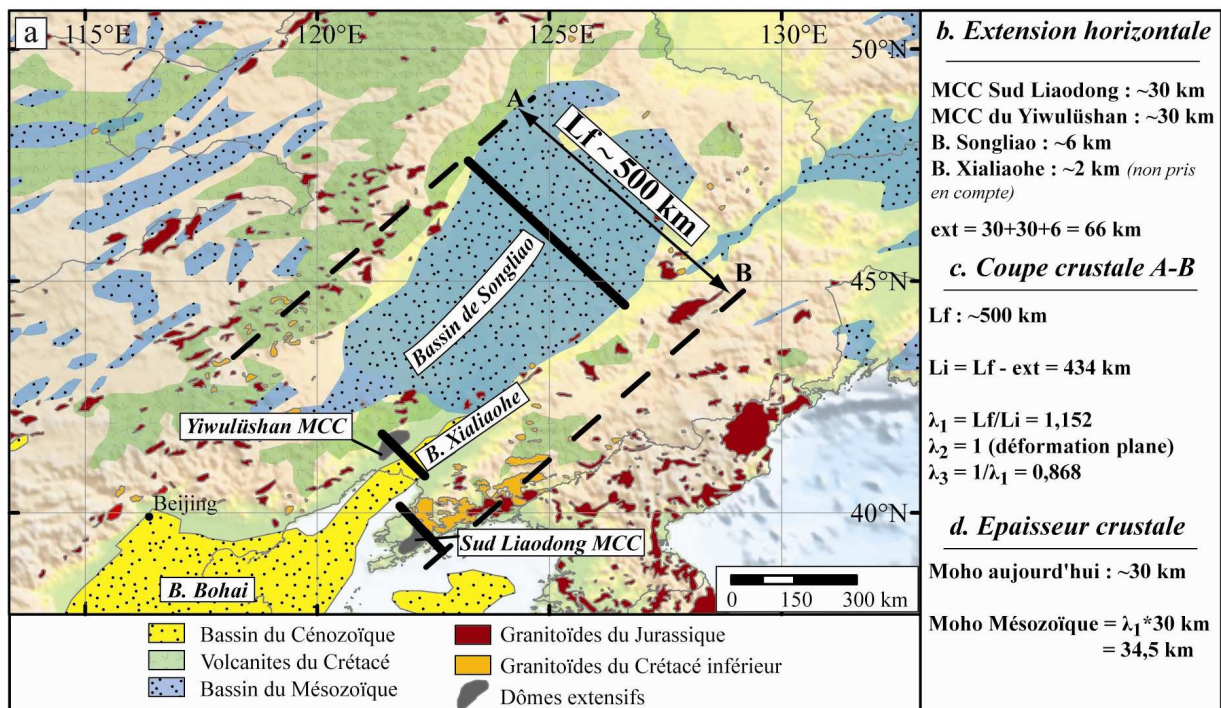 a
115°E
120°E
125°E
130°E
50°N
A
Lf ~ 500 km
B
45°N
Bassin de Songliao
Yiwulüshan MCC
B. Xialiaohe
Beijing
40°N
Sud Liaodong MCC
B. Bohai
0 150 300 km
Bassin du Cénozoïque
Volcanites du Crétacé
Bassin du Mésozoïque
Granitoïdes du Jurassique
Granitoïdes du Crétacé inférieur
Dômes extensifs
b. Extension horizontale
MCC Sud Liaodong : ~30 km
MCC du Yiwulüshan : ~30 km
B. Songliao : ~6 km
B. Xialiaohe : ~2 km (non pris
en compte)
ext = 30+30+6 = 66 km
c. Coupe crustale A-B
Lf : ~500 km
Li = Lf - ext = 434 km
λ₁ = Lf/Li = 1,152
λ₂ = 1 (déformation plane)
λ₃ = 1/λ₁ = 0,868
d. Epaisseur crustale
Moho aujourd'hui : ~30 km
Moho Mésozoïque = λ₁*30 km
= 34,5 km